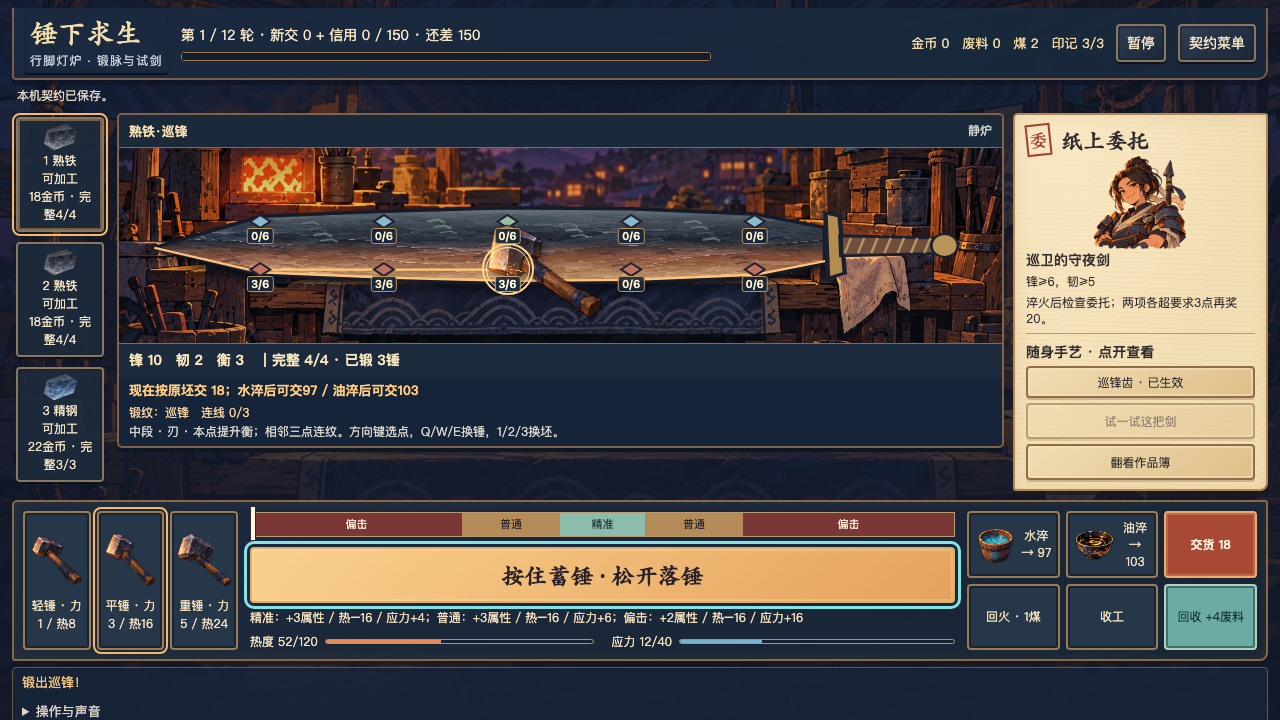 锤下求生
行脚灯炉 · 锻脉与试剑
第 1 / 12 轮 · 新交 0 + 信用 0 / 150 · 还差 150
金币 0 废料 0 煤 2 印记 3/3
暂停
契约菜单
本机契约已保存。
1 熟铁
可加工
18金币 · 完
整4/4
2 熟铁
可加工
18金币 · 完
整4/4
3 精钢
可加工
22金币 · 完
整3/3
熟铁·巡锋
静炉
0/6
0/6
0/6
0/6
0/6
3/6
3/6
3/6
0/6
0/6
锋 10 韧 2 衡 3 | 完整 4/4 · 已锻 3锤
现在按原坯交 18；水淬后可交97 / 油淬后可交103
锻纹：巡锋 连线 0/3
中段 · 刃 · 本点提升衡；相邻三点连纹。方向键选点，Q/W/E换锤，1/2/3换坯。
委
纸上委托
巡卫的守夜剑
锋≥6，韧≥5
淬火后检查委托；两项各超要求3点再奖
20。
随身手艺 · 点开查看
巡锋齿 · 已生效
试一试这把剑
翻看作品簿
轻锤 · 力
1 / 热8
平锤 · 力
3 / 热16
重锤 · 力
5 / 热24
偏击
普通
精准
普通
偏击
按住蓄锤 · 松开落锤
精准：+3属性 / 热−16 / 应力+4；普通：+3属性 / 热−16 / 应力+6；偏击：+2属性 / 热−16 / 应力+16
热度 52/120
应力 12/40
水淬
→ 97
油淬
→
103
交货 18
回火 · 1煤
收工
回收 +4废料
锻出巡锋!
▶ 操作与声音